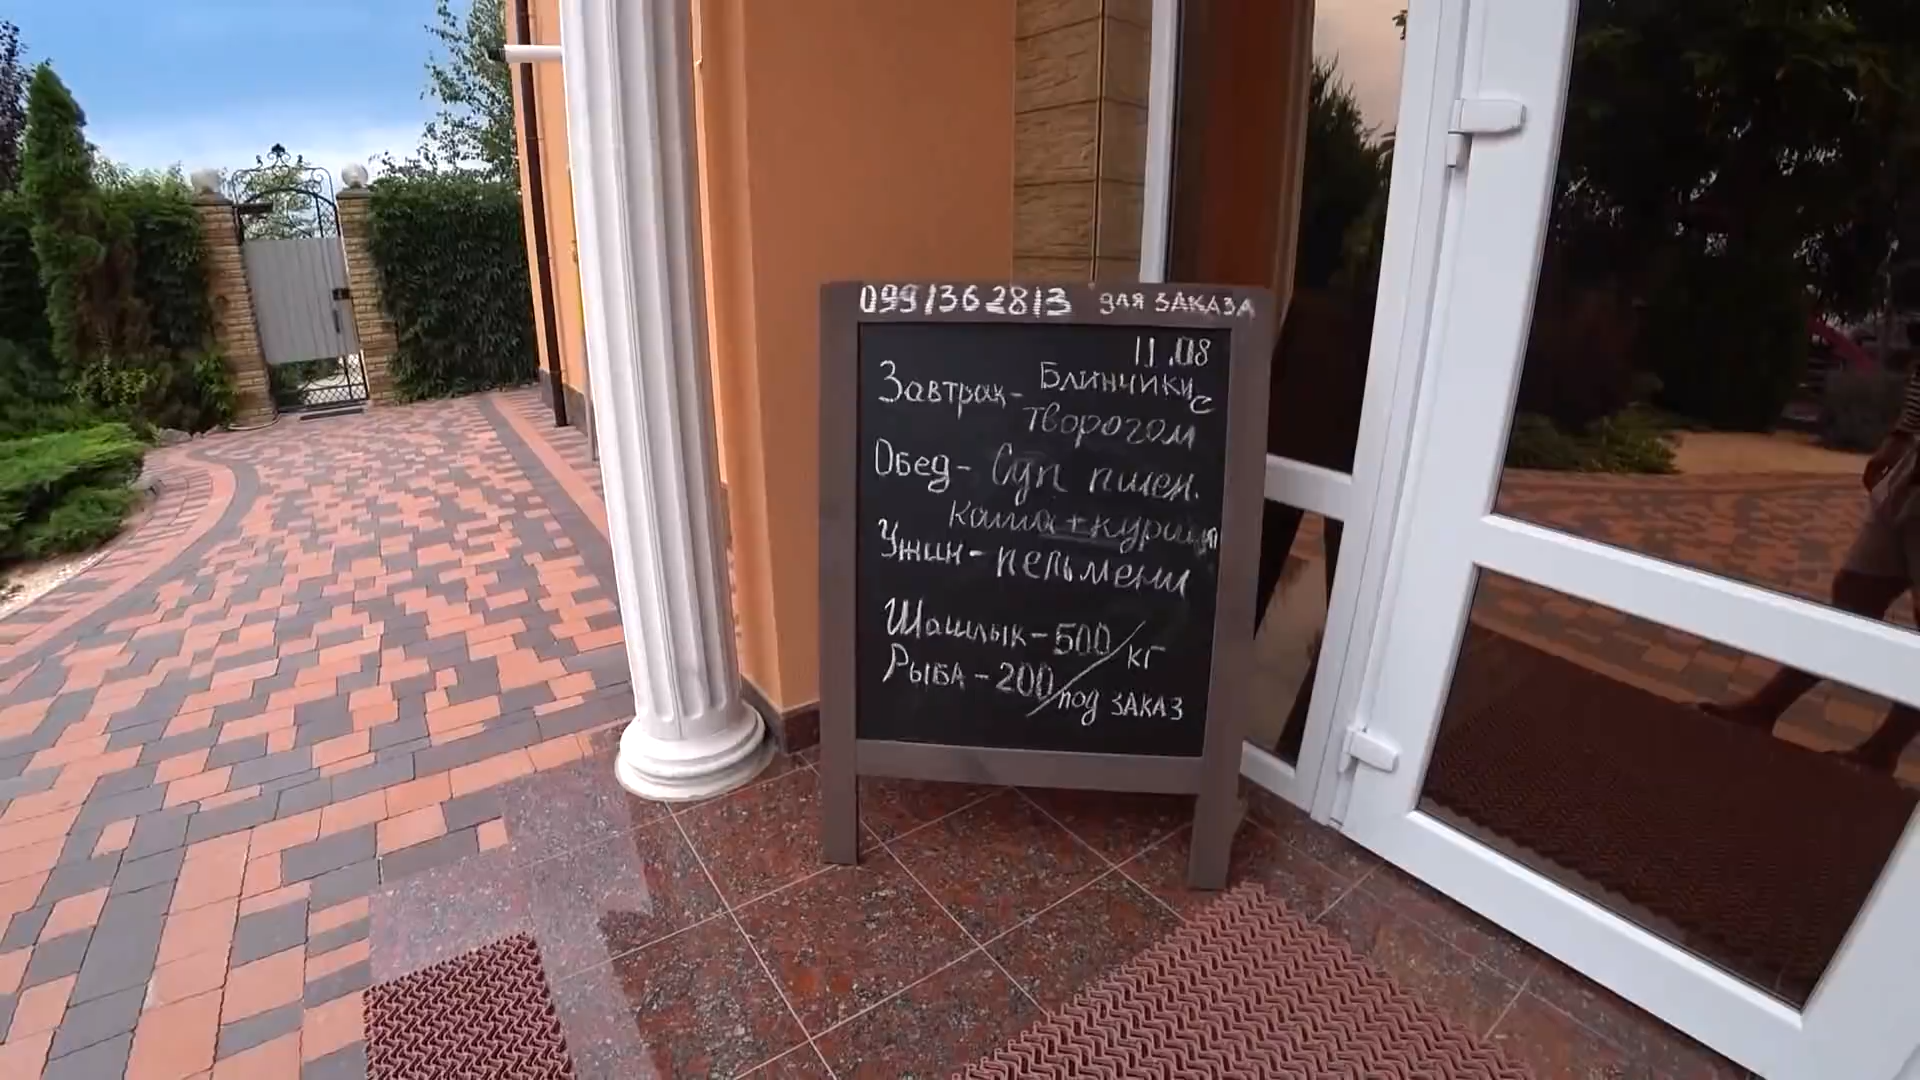 0991362813 для ЗАКАЗА
11.08
Завтрак- Блинчики с
творогом
Обед- Суп пшен.
каша+курица
Ужин- пельмени
Шашлык-500/кг
РЫБА-200/под ЗАКАЗ